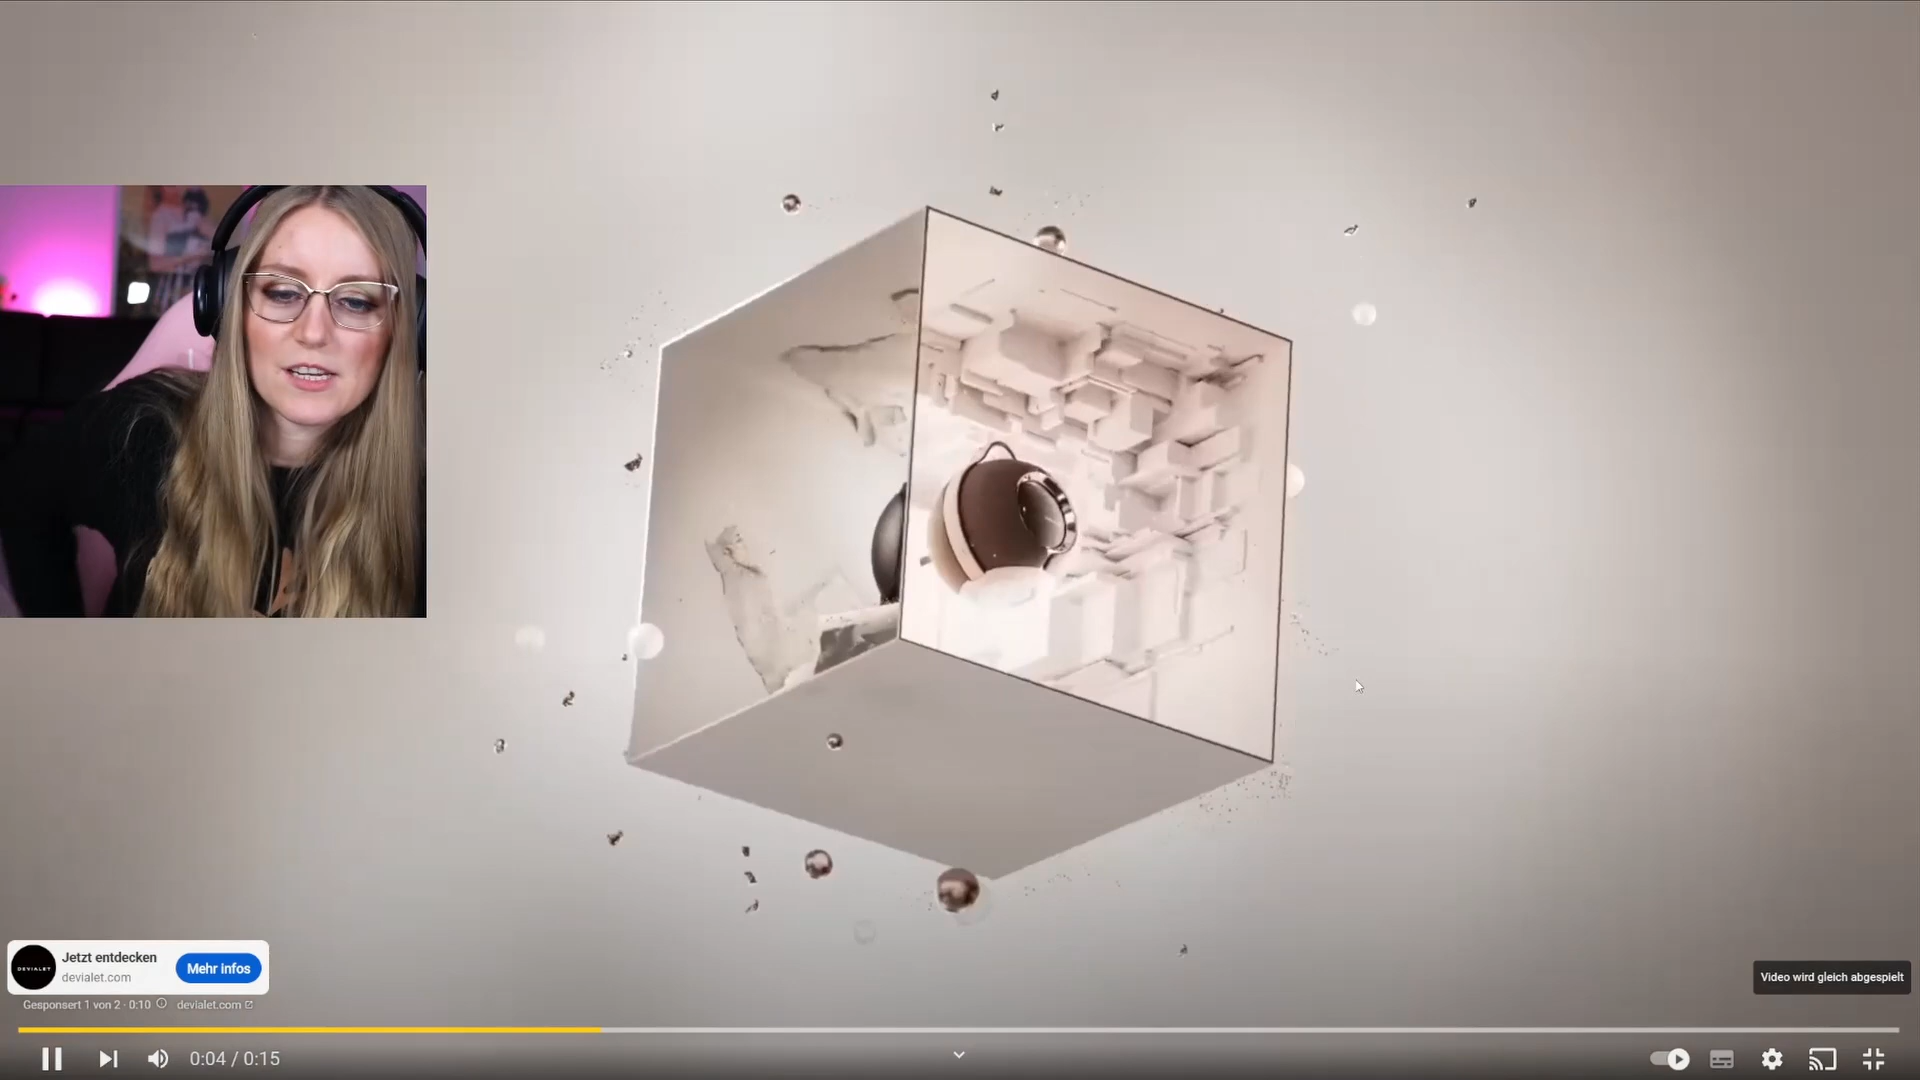 DEVIALET
Jetzt entdecken
devialet.com
Mehr infos
Gesponsert 1 von 2 · 0:10
devialet.com
Video wird gleich abgespielt
0:04 / 0:15